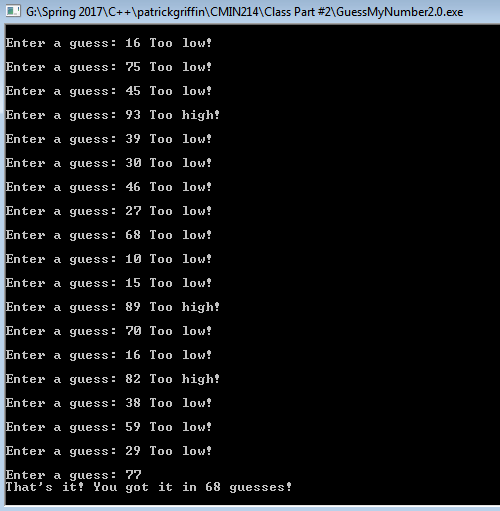 G:\Spring 2017\C++\patrickgriffin\CMIN214\Class Part #2\GuessMyNumber2.0.exe
Enter a guess: 16 Too low!
Enter a guess: 75 Too low!
Enter a guess: 45 Too low!
Enter a guess: 93 Too high!
Enter a guess: 39 Too low!
Enter a guess: 30 Too low!
Enter a guess: 46 Too low!
Enter a guess: 27 Too low!
Enter a guess: 68 Too low!
Enter a guess: 10 Too low!
Enter a guess: 15 Too low!
Enter a guess: 89 Too high!
Enter a guess: 70 Too low!
Enter a guess: 16 Too low!
Enter a guess: 82 Too high!
Enter a guess: 38 Too low!
Enter a guess: 59 Too low!
Enter a guess: 29 Too low!
Enter a guess: 77
That's it! You got it in 68 guesses!